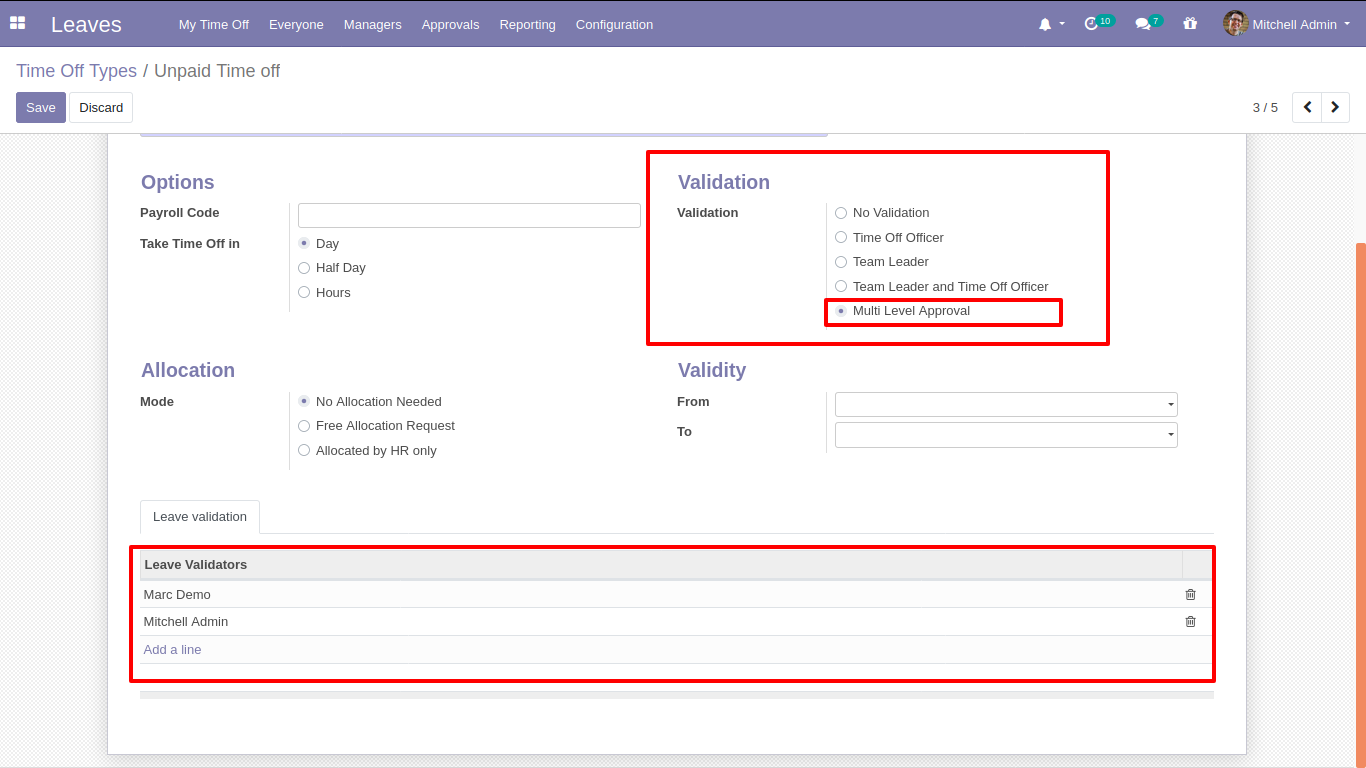 Leaves My Time Off Everyone Managers Approvals Reporting Configuration 10 7 Mitchell Admin
Time Off Types / Unpaid Time off
Save Discard 3 / 5
Options
Payroll Code
Take Time Off in
Day
Half Day
Hours
Validation
Validation
No Validation
Time Off Officer
Team Leader
Team Leader and Time Off Officer
Multi Level Approval
Allocation
Mode
No Allocation Needed
Free Allocation Request
Allocated by HR only
Validity
From
To
Leave validation
Leave Validators
Marc Demo
Mitchell Admin
Add a line